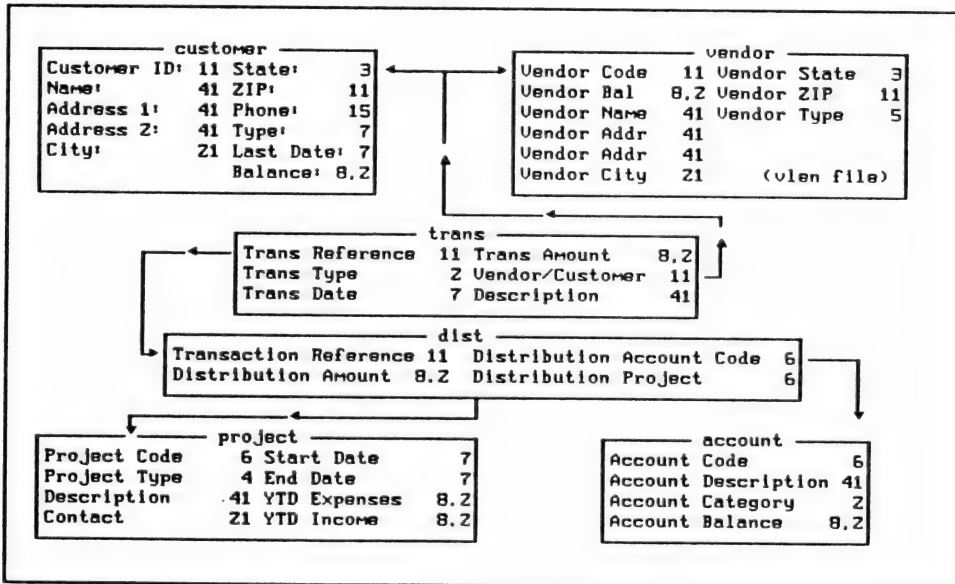 customer
Customer ID: 11 State: 3
Name: 41 ZIP: 11
Address 1: 41 Phone: 15
Address 2: 41 Type: 7
City: 21 Last Date: 7
Balance: 8,2
vendor
Vendor Code 11 Vendor State 3
Vendor Bal 8,2 Vendor ZIP 11
Vendor Name 41 Vendor Type 5
Vendor Addr 41
Vendor Addr 41
Vendor City 21 (vlen file)
trans
Trans Reference 11 Trans Amount 8,2
Trans Type 2 Vendor/Customer 11
Trans Date 7 Description 41
dist
Transaction Reference 11 Distribution Account Code 6
Distribution Amount 8.2 Distribution Project 6
project
Project Code 6 Start Date 7
Project Type 4 End Date 7
Description 41 YTD Expenses 8.2
Contact 21 YTD Income 8.2
account
Account Code 6
Account Description 41
Account Category 2
Account Balance 8,2